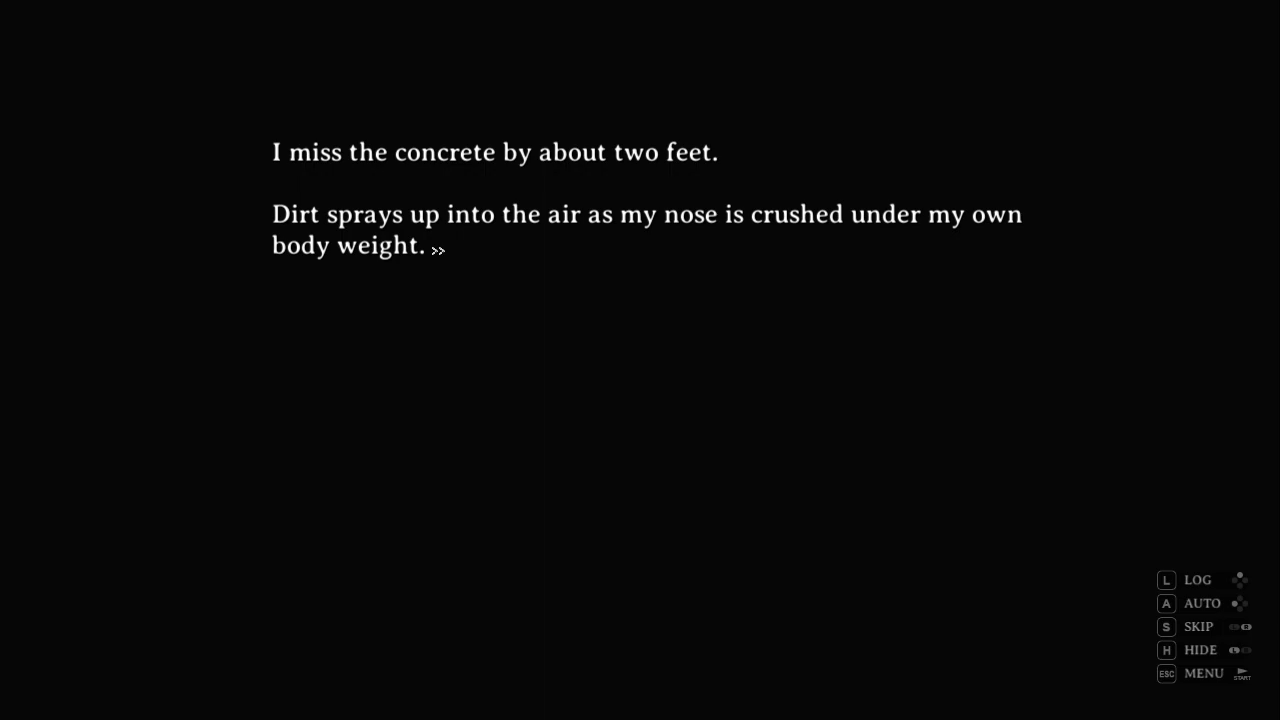 I miss the concrete by about two feet.
Dirt sprays up into the air as my nose is crushed under my own
body weight. »
L LOG
A AUTO
S SKIP
H HIDE
ESC MENU START